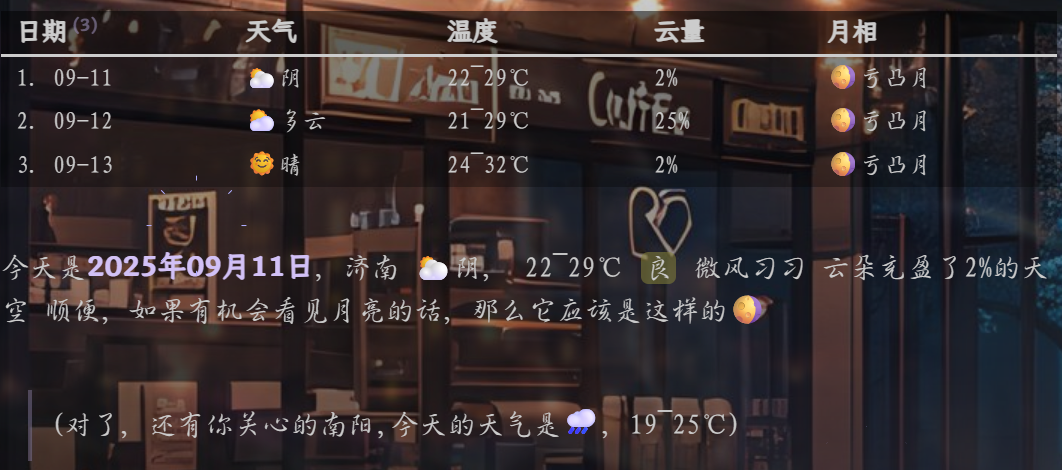 日期(3) 天气 温度 云量 月相
1. 09-11 阴 22~29℃ 2% 亏凸月
2. 09-12 多云 21~29℃ 25% 亏凸月
3. 09-13 晴 24~32℃ 2% 亏凸月
今天是2025年09月11日, 济南 阴, 22~29℃ 良 微风习习 云朵充盈了2%的天
空 顺便, 如果有机会看见月亮的话, 那么它应该是这样的
(对了, 还有你关心的南阳,今天的天气是 , 19~25℃)